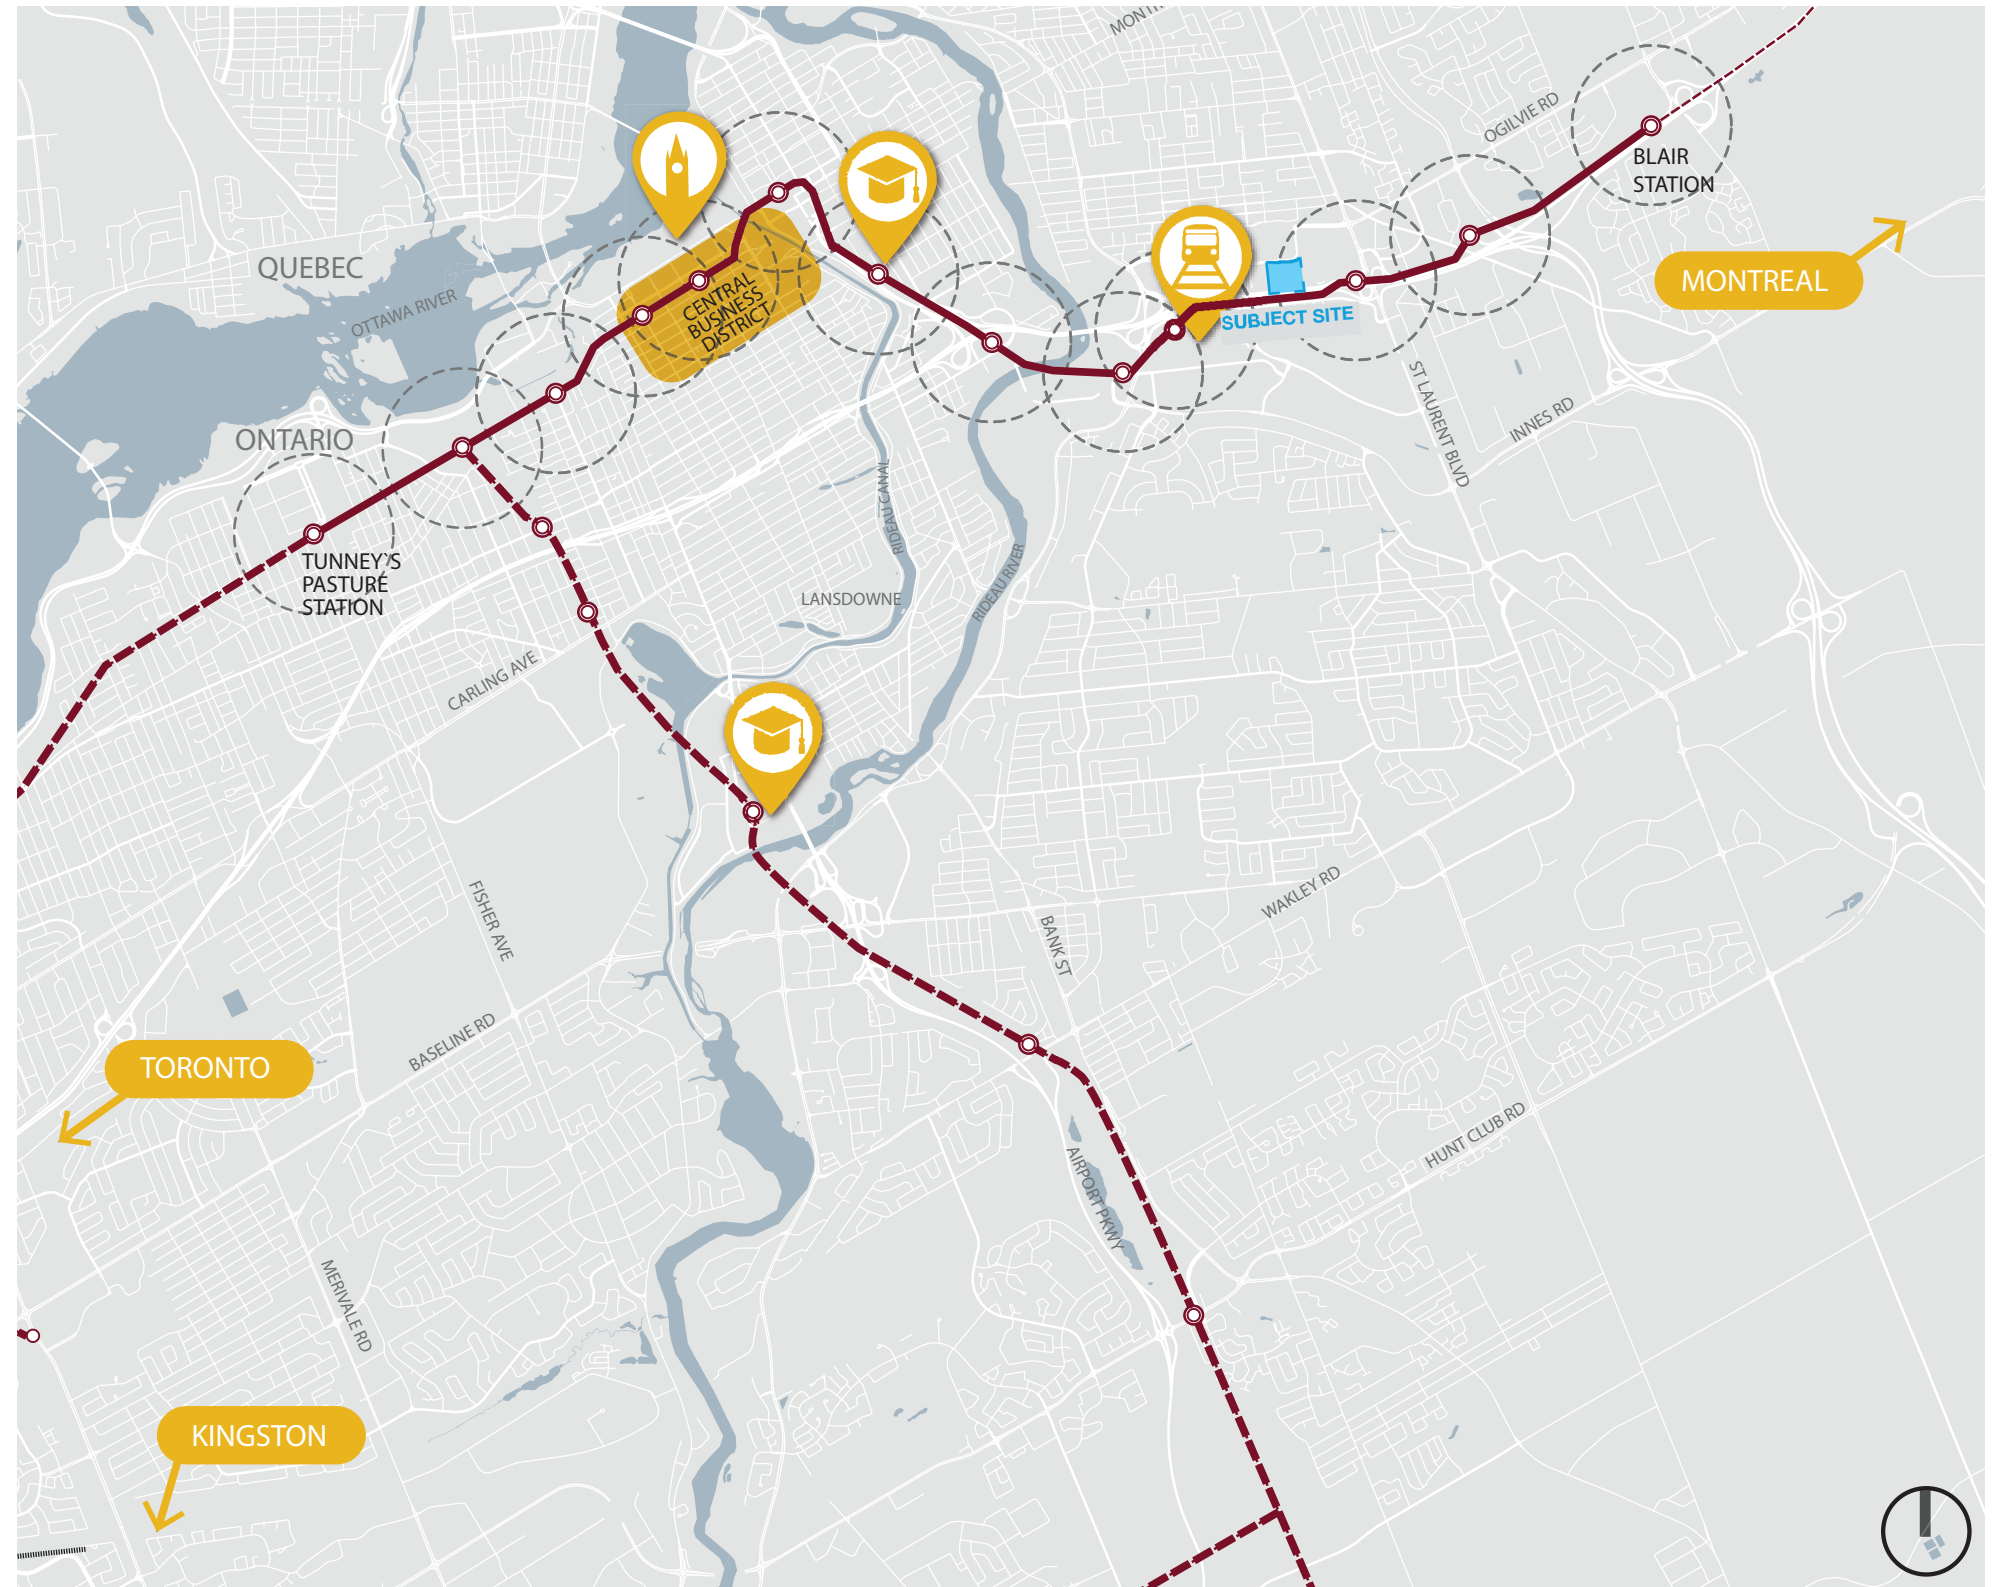 MONTR
OGILVIE RD
BLAIR
STATION
MONTREAL
QUEBEC
OTTAWA RIVER
CENTRAL
BUSINESS
DISTRICT
SUBJECT SITE
ST LAURENT BLVD
INNES RD
ONTARIO
TUNNEY`S
PASTURE
STATION
RIDEAU CANAL
RIDEAU RIVER
LANSDOWNE
CARLING AVE
FISHER AVE
WAKLEY RD
BANK ST
BASELINE RD
TORONTO
HUNT CLUB RD
AIRPORT PKWY
MERIVALE RD
KINGSTON